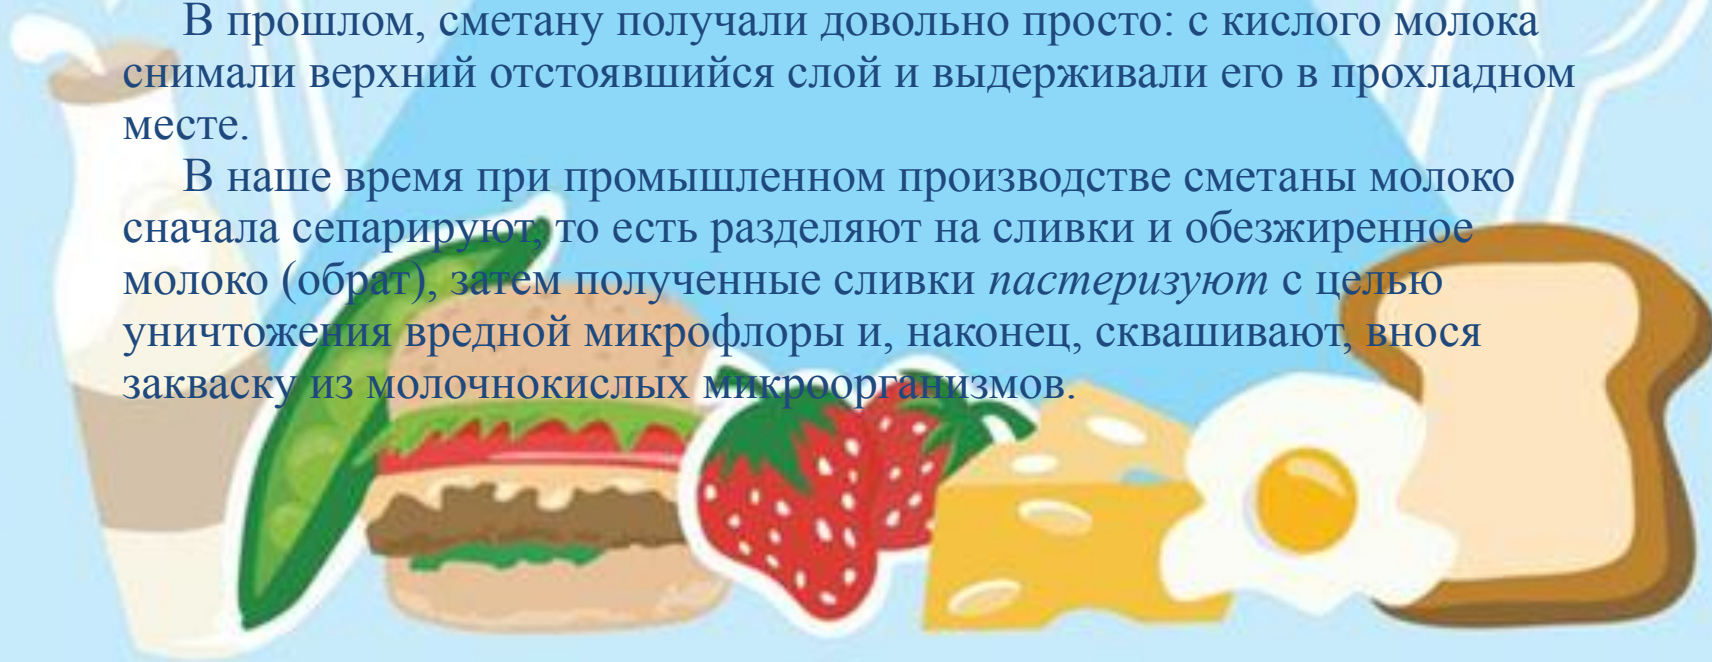 В прошлом, сметану получали довольно просто: с кислого молока
снимали верхний отстоявшийся слой и выдерживали его в прохладном
месте.
В наше время при промышленном производстве сметаны молоко
сначала сепарируют, то есть разделяют на сливки и обезжиренное
молоко (обрат), затем полученные сливки пастеризуют с целью
уничтожения вредной микрофлоры и, наконец, сквашивают, внося
закваску из молочнокислых микроорганизмов.